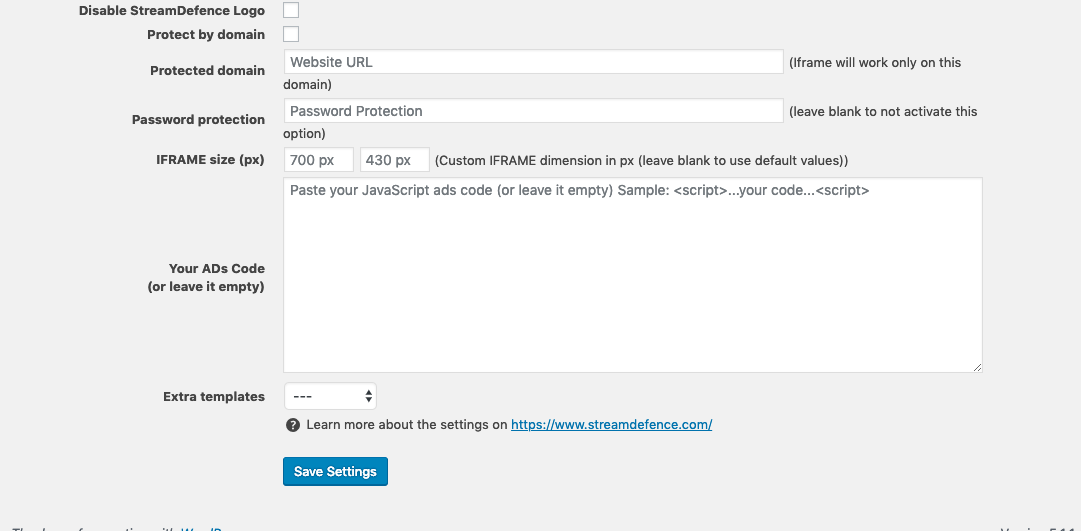 Disable StreamDefence Logo
Protect by domain
Protected domain Website URL (Iframe will work only on this
domain)
Password protection Password Protection (leave blank to not activate this
option)
IFRAME size (px) 700 px 430 px (Custom IFRAME dimension in px (leave blank to use default values))
Paste your JavaScript ads code (or leave it empty) Sample: <script>...your code...<script>
Your ADs Code
(or leave it empty)
Extra templates ---
Learn more about the settings on https://www.streamdefence.com/
Save Settings